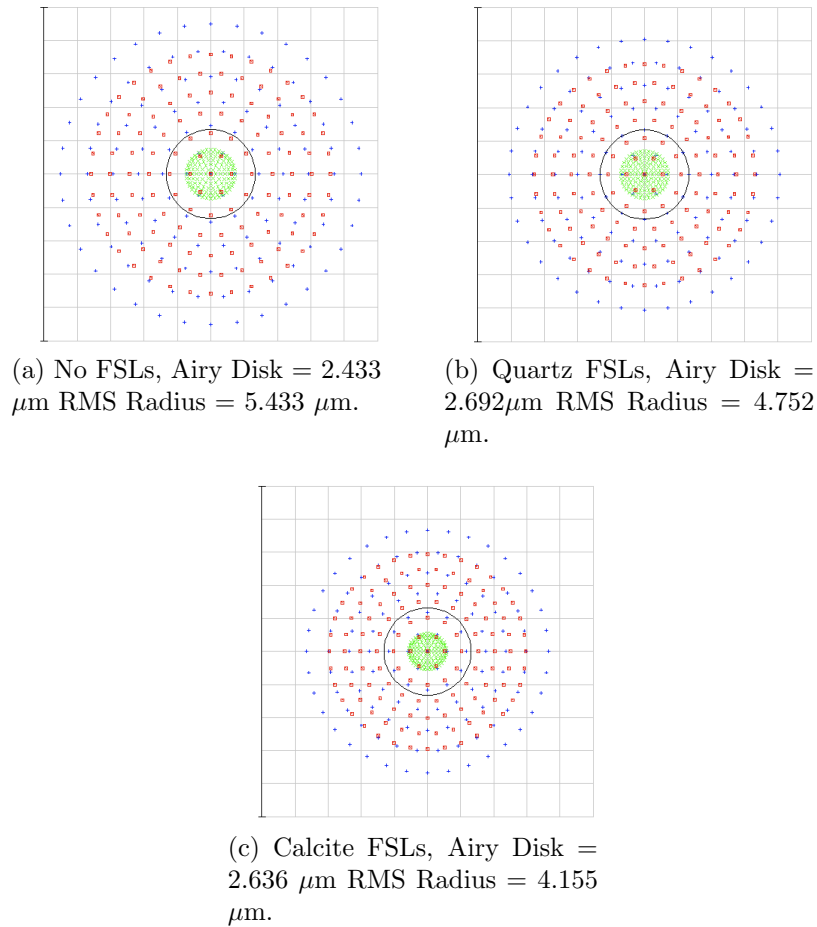 (a) No FSLs, Airy Disk = 2.433
μm RMS Radius = 5.433 μm.
(b) Quartz FSLs, Airy Disk =
2.692μm RMS Radius = 4.752
μm.
(c) Calcite FSLs, Airy Disk =
2.636 μm RMS Radius = 4.155
μm.